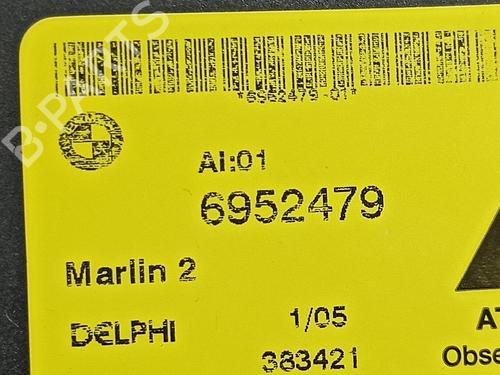 *6952479-01*
AI:01
6952479
Marlin 2
DELPHI 1/05
383421
AT
Obse
B-PARTS